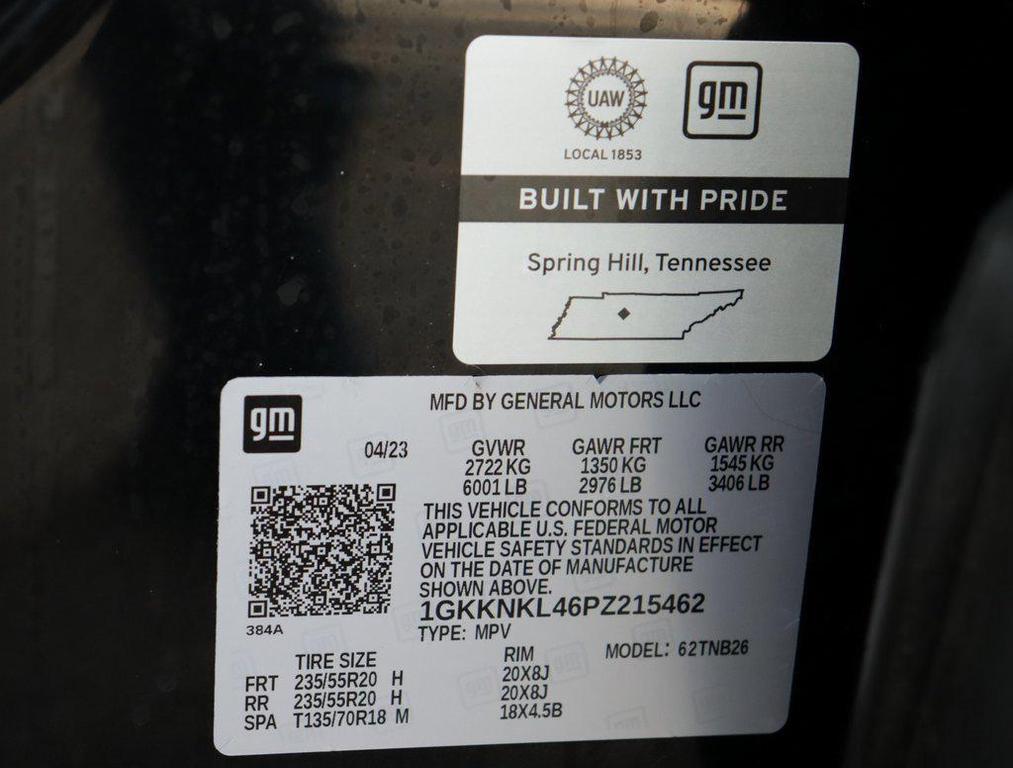 UAW
gm
LOCAL 1853
BUILT WITH PRIDE
Spring Hill, Tennessee
gm
MFD BY GENERAL MOTORS LLC
04/23
GVWR GAWR FRT GAWR RR
2722 KG 1350 KG 1545 KG
6001 LB 2976 LB 3406 LB
THIS VEHICLE CONFORMS TO ALL
APPLICABLE U.S. FEDERAL MOTOR
VEHICLE SAFETY STANDARDS IN EFFECT
ON THE DATE OF MANUFACTURE
SHOWN ABOVE.
1GKKNKL46PZ215462
384A
TYPE: MPV
MODEL: 62TNB26
TIRE SIZE RIM
FRT 235/55R20 H 20X8J
RR 235/55R20 H 20X8J
SPA T135/70R18 M 18X4.5B